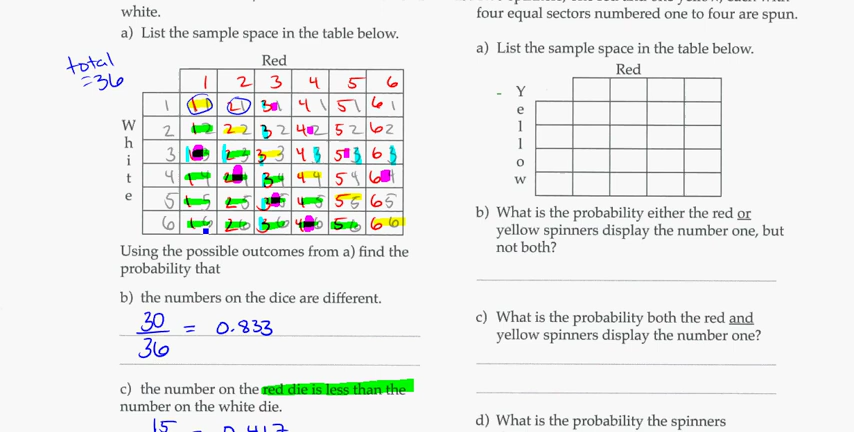 white.
a) List the sample space in the table below.
total
=36
Red
1 2 3 4 5 6
White
1 11 21 31 41 51 61
2 12 22 32 42 52 62
3 13 23 33 43 53 63
4 14 24 34 44 54 64
5 15 25 35 45 55 65
6 16 26 36 46 56 66
Using the possible outcomes from a) find the
probability that
b) the numbers on the dice are different.
30
36
= 0.833
c) the number on the red die is less than the
number on the white die.
15 = 0.417
four equal sectors numbered one to four are spun.
a) List the sample space in the table below.
Red
Yellow
b) What is the probability either the red or
yellow spinners display the number one, but
not both?
c) What is the probability both the red and
yellow spinners display the number one?
d) What is the probability the spinners